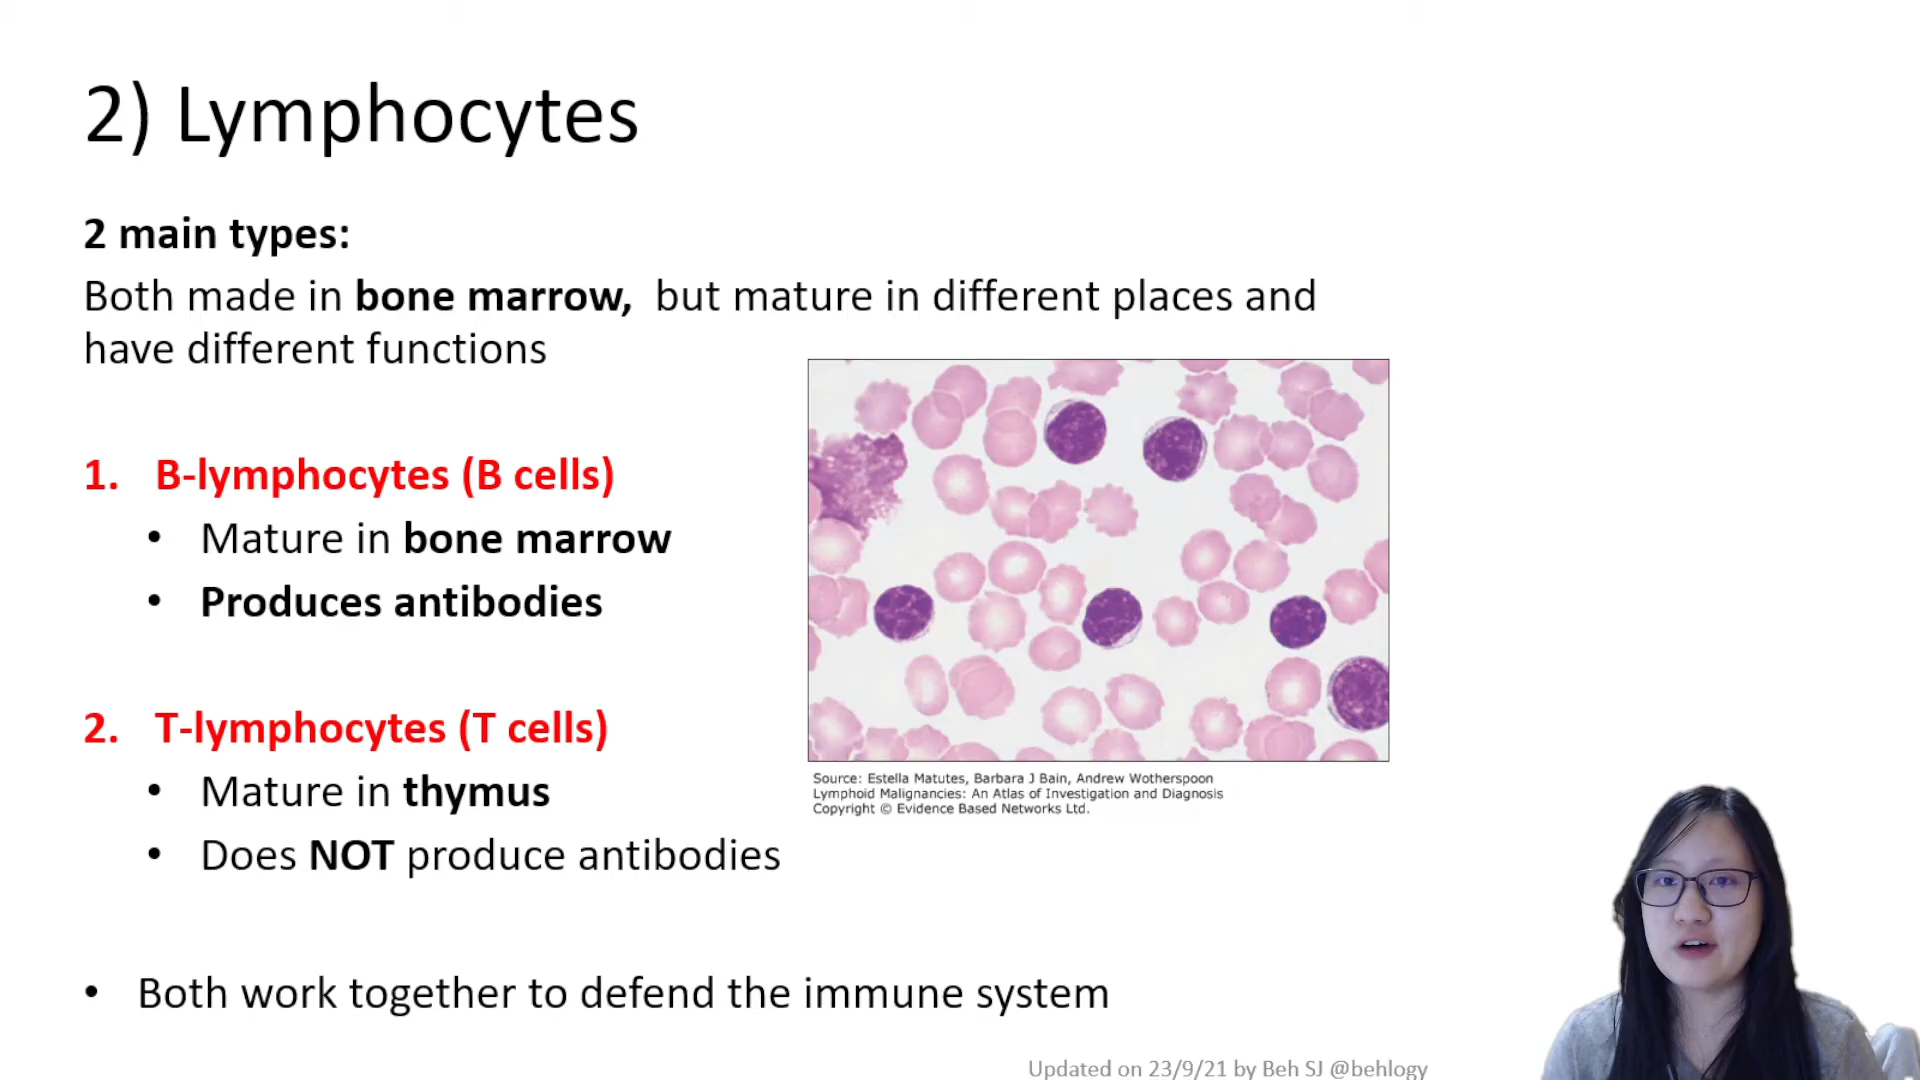 2) Lymphocytes
2 main types:
Both made in bone marrow, but mature in different places and
have different functions
1. B-lymphocytes (B cells)
• Mature in bone marrow
• Produces antibodies
2. T-lymphocytes (T cells)
• Mature in thymus
• Does NOT produce antibodies
• Both work together to defend the immune system
Source: Estella Matutes, Barbara J Bain, Andrew Wotherspoon
Lymphoid Malignancies: An Atlas of Investigation and Diagnosis
Copyright © Evidence Based Networks Ltd.
Updated on 23/9/21 by Beh SJ @behlogy